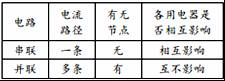 电路 电流路径 有无节点 各用电器是否相互影响
串联 一条 无 相互影响
并联 多条 有 互不影响